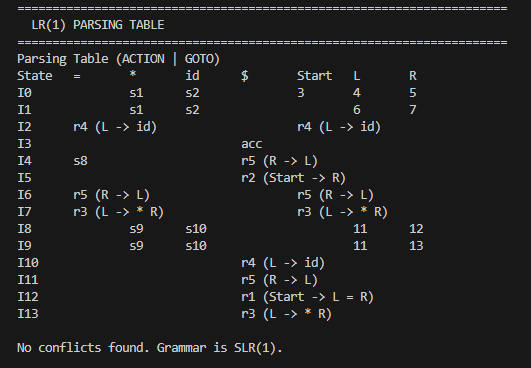 ======================================================================
  LR(1) PARSING TABLE
======================================================================
Parsing Table (ACTION | GOTO)
State   =       *       id      $       Start   L       R
I0              s1      s2              3       4       5
I1              s1      s2                      6       7
I2      r4 (L -> id)                    r4 (L -> id)
I3                              acc
I4      s8                      r5 (R -> L)
I5                              r2 (Start -> R)
I6      r5 (R -> L)                     r5 (R -> L)
I7      r3 (L -> * R)                   r3 (L -> * R)
I8              s9      s10                     11      12
I9              s9      s10                     11      13
I10                             r4 (L -> id)
I11                             r5 (R -> L)
I12                             r1 (Start -> L = R)
I13                             r3 (L -> * R)

No conflicts found. Grammar is SLR(1).